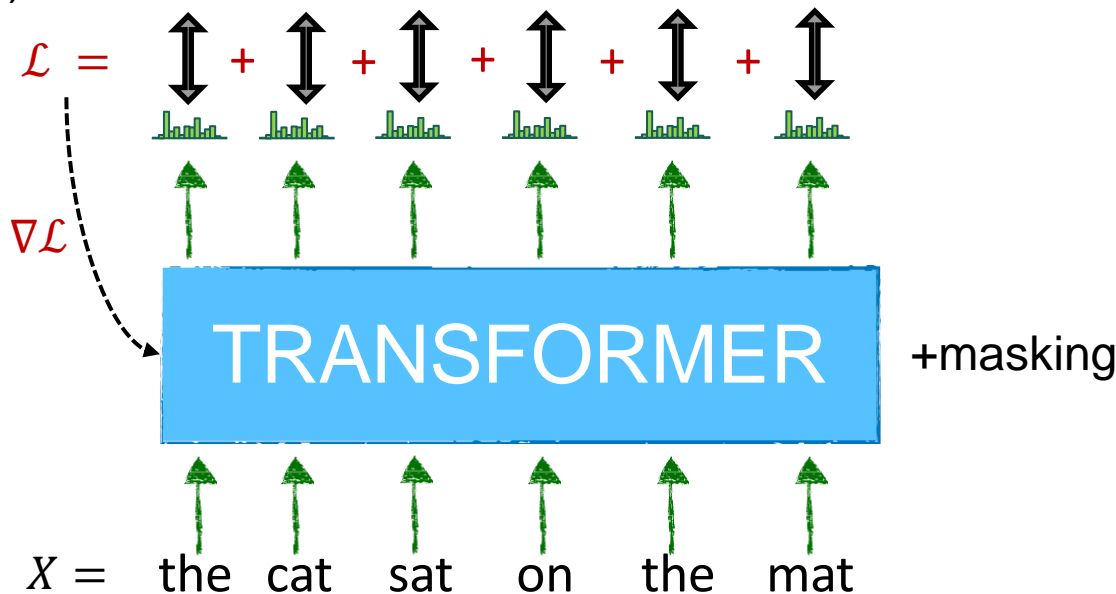 ℒ = + + + + +
∇ℒ
TRANSFORMER
+masking
X = the cat sat on the mat